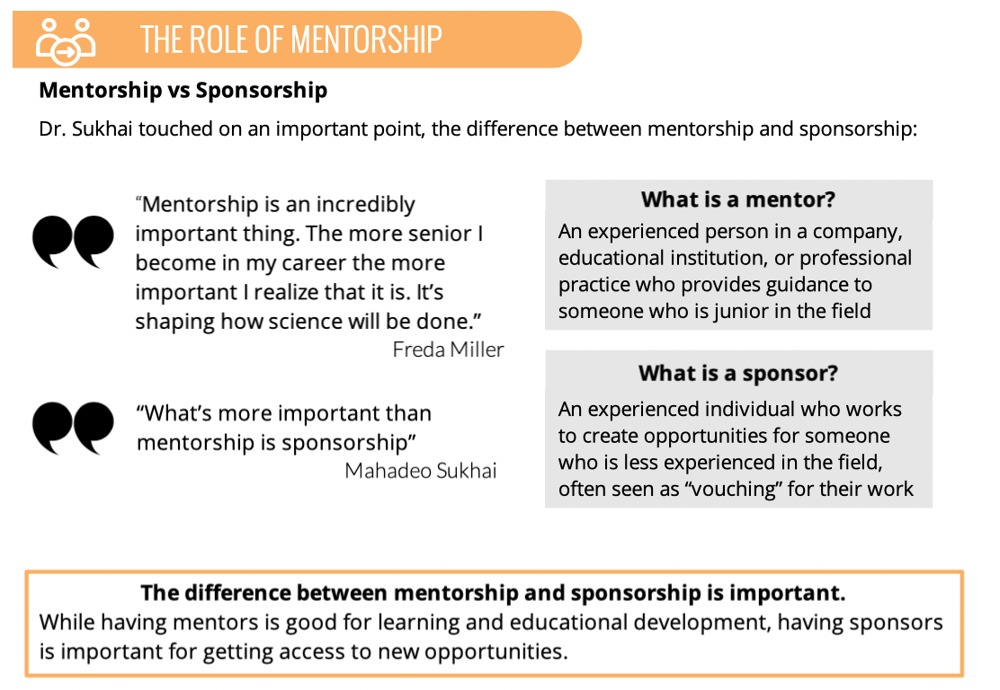 THE ROLE OF MENTORSHIP
Mentorship vs Sponsorship
Dr. Sukhai touched on an important point, the difference between mentorship and sponsorship:
“Mentorship is an incredibly
important thing. The more senior I
become in my career the more
important I realize that it is. It’s
shaping how science will be done.”
Freda Miller
“What’s more important than
mentorship is sponsorship”
Mahadeo Sukhai
What is a mentor?
An experienced person in a company,
educational institution, or professional
practice who provides guidance to
someone who is junior in the field
What is a sponsor?
An experienced individual who works
to create opportunities for someone
who is less experienced in the field,
often seen as “vouching” for their work
The difference between mentorship and sponsorship is important.
While having mentors is good for learning and educational development, having sponsors
is important for getting access to new opportunities.